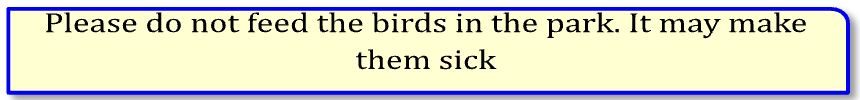 Please do not feed the birds in the park. It may make
them sick